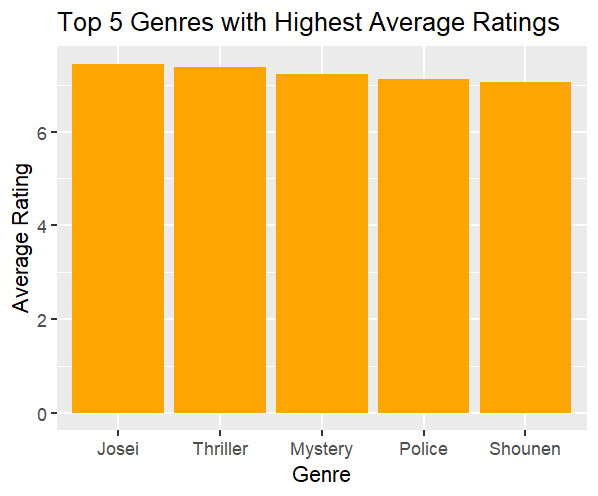 Top 5 Genres with Highest Average Ratings
Average Rating
6
4
2
0
Josei Thriller Mystery Police Shounen
Genre